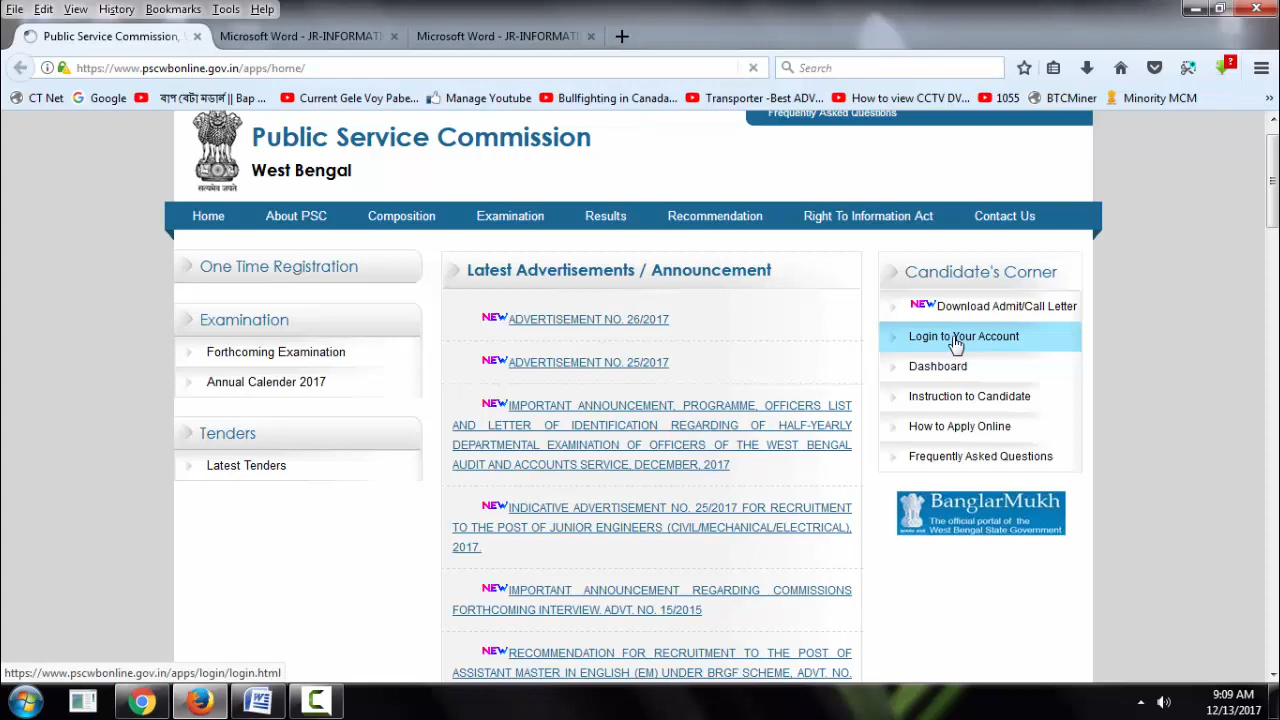 File Edit View History Bookmarks Tools Help
Public Service Commission, Microsoft Word - JR-INFORMATI Microsoft Word - JR-INFORMATI
https://www.pscwbonline.gov.in/apps/home/ Search
CT Net Google বাপ বেটা মডার্ন || Bap ... Current Gele Voy Pabe... Manage Youtube Bullfighting in Canada... Transporter -Best ADV... How to view CCTV DV... 1055 BTCMiner Minority MCM
Frequently Asked Questions
सत्यमेव जयते
Public Service Commission
West Bengal
Home About PSC Composition Examination Results Recommendation Right To Information Act Contact Us
One Time Registration
Examination
Forthcoming Examination
Annual Calender 2017
Tenders
Latest Tenders
Latest Advertisements / Announcement
NEW ADVERTISEMENT NO. 26/2017
NEW ADVERTISEMENT NO. 25/2017
NEW IMPORTANT ANNOUNCEMENT, PROGRAMME, OFFICERS LIST
AND LETTER OF IDENTIFICATION REGARDING OF HALF-YEARLY
DEPARTMENTAL EXAMINATION OF OFFICERS OF THE WEST BENGAL
AUDIT AND ACCOUNTS SERVICE, DECEMBER, 2017
NEW INDICATIVE ADVERTISEMENT NO. 25/2017 FOR RECRUITMENT
TO THE POST OF JUNIOR ENGINEERS (CIVIL/MECHANICAL/ELECTRICAL),
2017.
NEW IMPORTANT ANNOUNCEMENT REGARDING COMMISSIONS
FORTHCOMING INTERVIEW. ADVT. NO. 15/2015
NEW RECOMMENDATION FOR RECRUITMENT TO THE POST OF
ASSISTANT MASTER IN ENGLISH (EM) UNDER BRGF SCHEME, ADVT. NO.
Candidate's Corner
NEW Download Admit/Call Letter
Login to Your Account
Dashboard
Instruction to Candidate
How to Apply Online
Frequently Asked Questions
BanglarMukh
The official portal of the
West Bengal State Government
https://www.pscwbonline.gov.in/apps/login/login.html
9:09 AM
12/13/2017